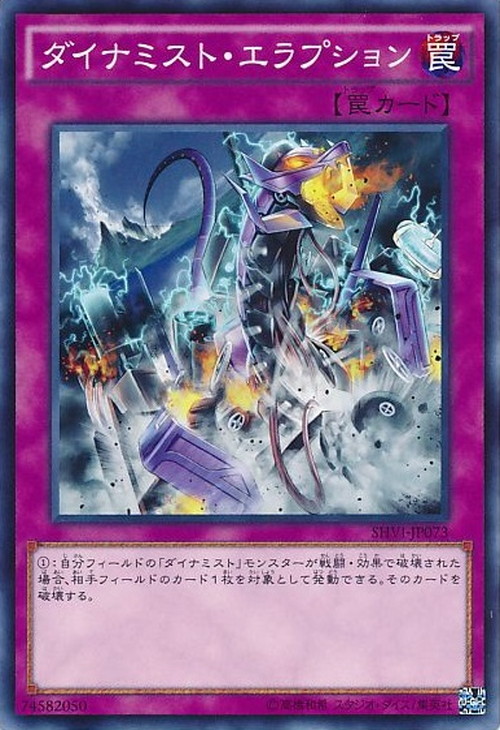 ダイナミスト・エラプション
トラップ
罠
【罠カード】
SHVI-JP073
①:自分フィールドの「ダイナミスト」モンスターが戦闘・効果で破壊された
場合、相手フィールドのカード1枚を対象として発動できる。そのカードを
破壊する。
74582050
©高橋和希 スタジオ・ダイス/集英社